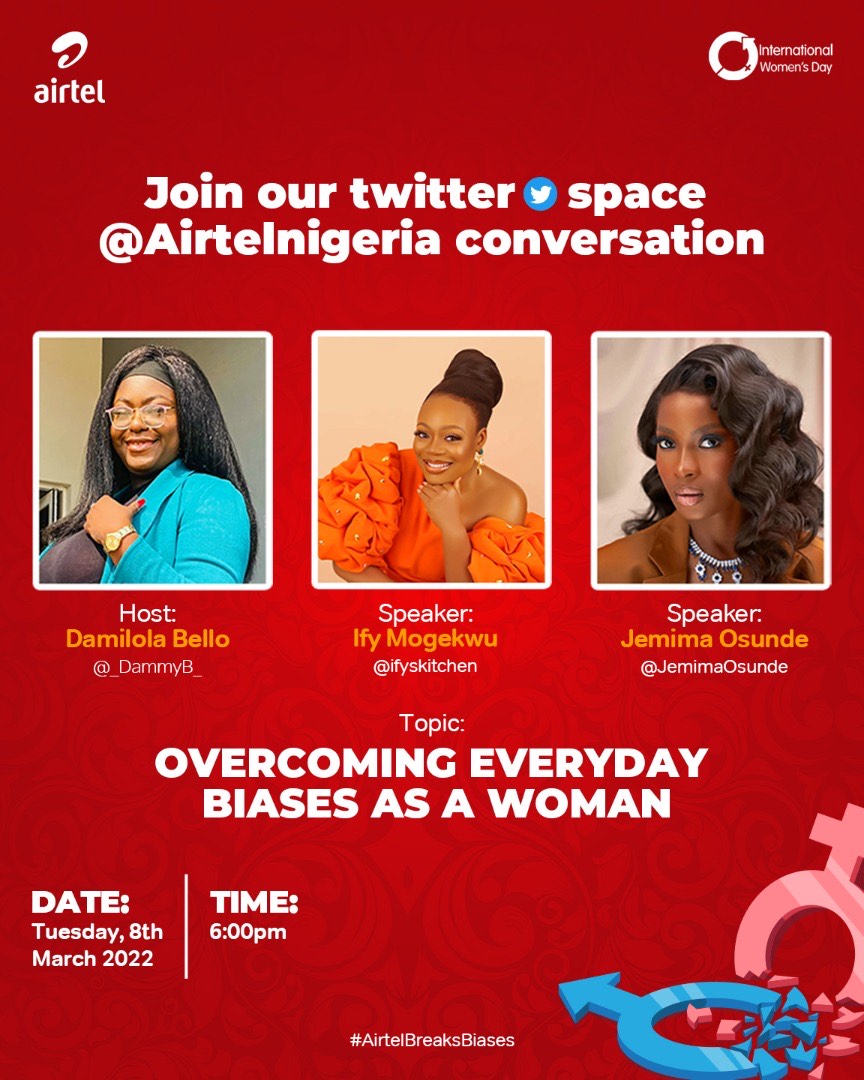 airtel
International
Women's Day
Join our twitter space
@Airtelnigeria conversation
Host:
Damilola Bello
@_DammyB_
Speaker:
Ify Mogekwu
@ifyskitchen
Speaker:
Jemima Osunde
@JemimaOsunde
Topic:
OVERCOMING EVERYDAY
BIASES AS A WOMAN
DATE:
Tuesday, 8th
March 2022
TIME:
6:00pm
#AirtelBreaksBiases